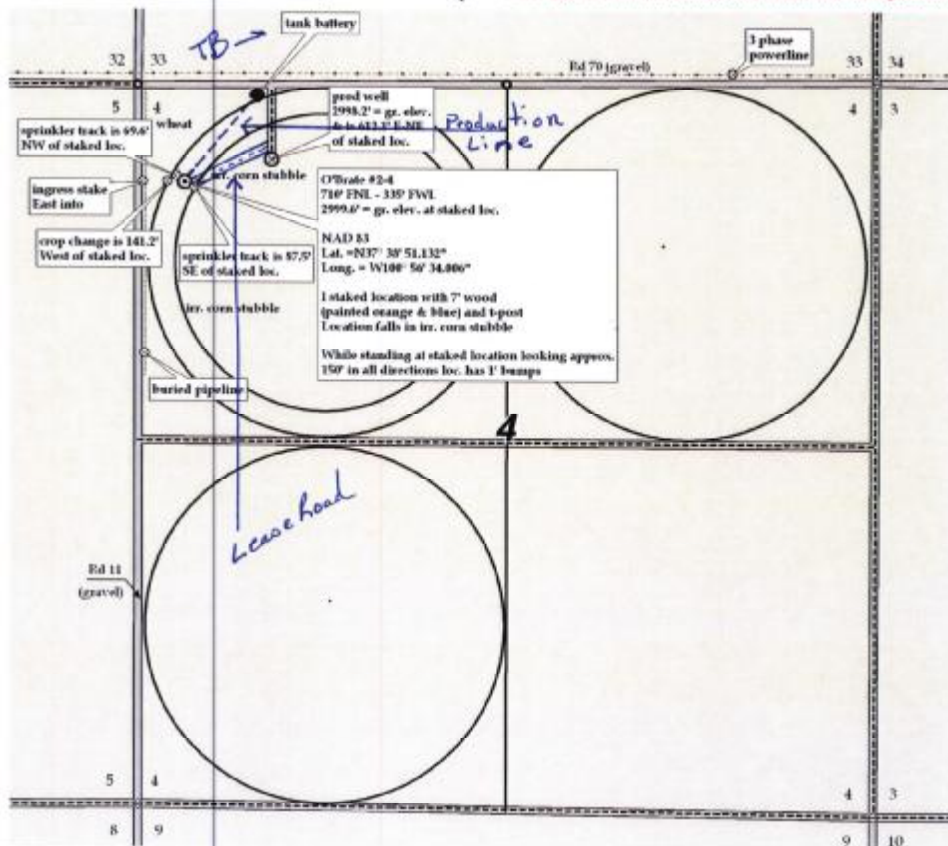 tank battery
TB →
3 phase
powerline
Rd 70 (gravel)
32 33
33 34
5 4
4 3
wheat
prod well
2998.2' = gr. elev.
E-NE
of staked loc.
Production
Line
sprinkler track is 69.6'
NW of staked loc.
irr. corn stubble
ingress stake
East into
O'Brate #2-4
710' FNL - 335' FWL
2999.6' = gr. elev. at staked loc.
crop change is 141.2'
West of staked loc.
sprinkler track is 87.5'
SE of staked loc.
NAD 83
Lat. =N37° 38' 51.132"
Long. = W100° 56' 34.006"
irr. corn stubble
1 staked location with 7' wood
(painted orange & blue) and t-post
Location falls in irr. corn stubble
While standing at staked location looking approx.
150' in all directions loc. has 1' bumps
buried pipeline
4
Lease Road
Rd 11
(gravel)
5 4
4 3
8 9
9 10